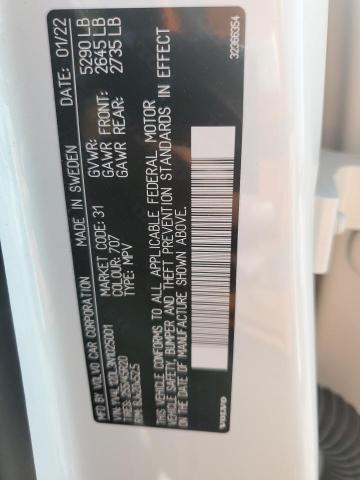 MFD BY VOLVO CAR CORPORATION MADE IN SWEDEN 01/22
MARKET CODE: 31 GVWR: 5290 LB
COLOUR: 707 GAWR FRONT: 2645 LB
TYPE: MPV GAWR REAR: 2735 LB
THIS VEHICLE CONFORMS TO ALL APPLICABLE FEDERAL MOTOR
VEHICLE SAFETY, BUMPER AND THEFT PREVENTION STANDARDS IN EFFECT
ON THE DATE OF MANUFACTURE SHOWN ABOVE.
VOLVO
32366354